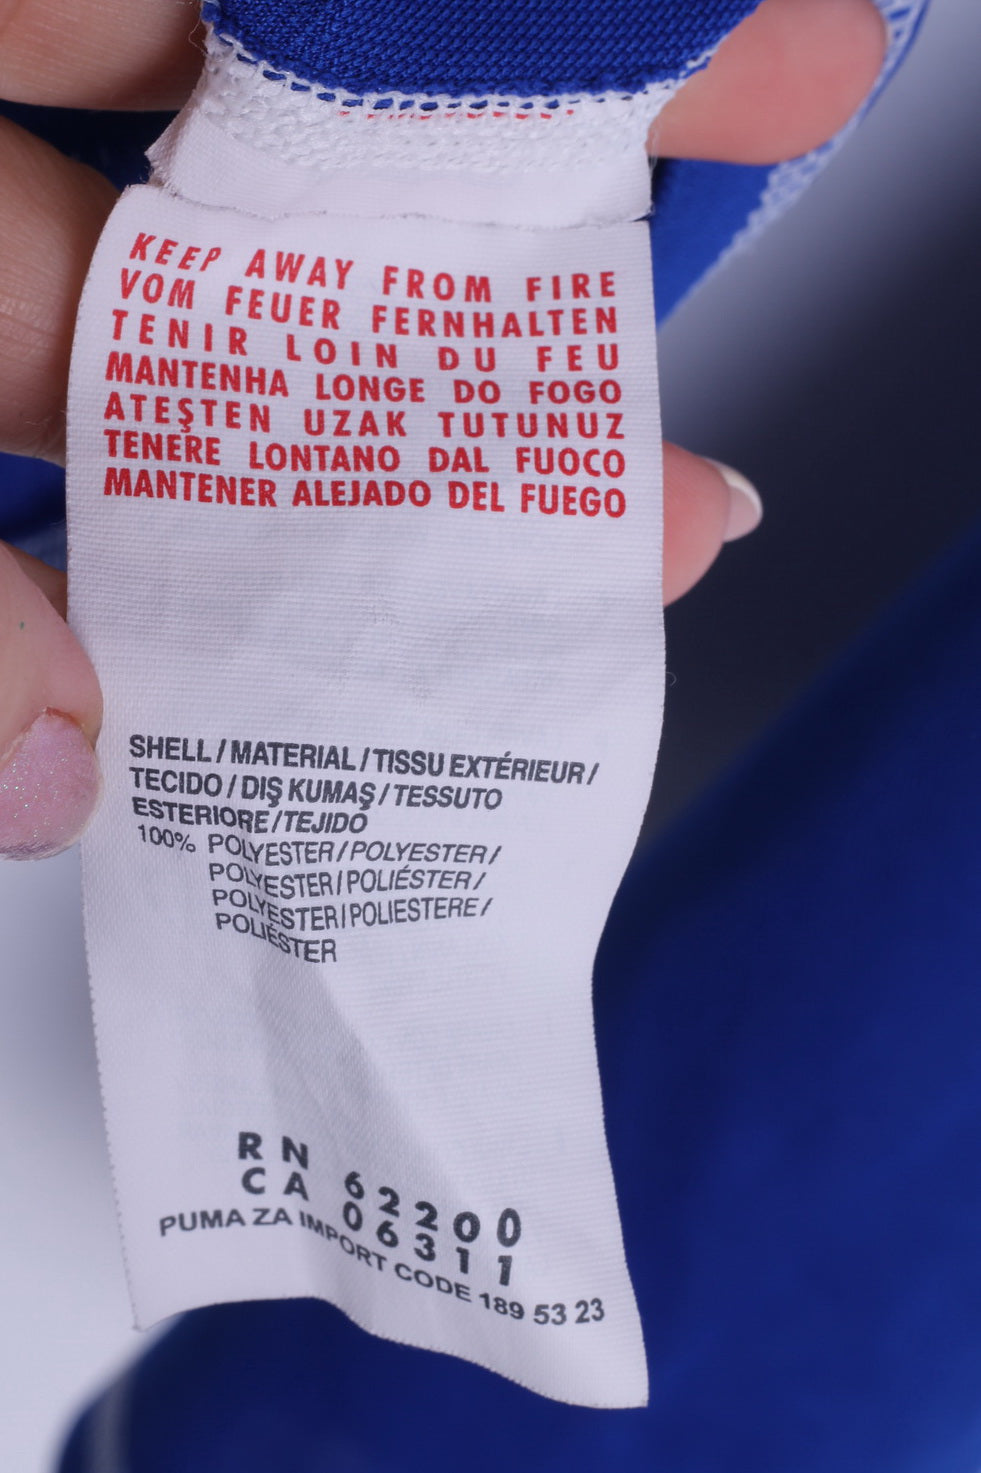 KEEP AWAY FROM FIRE
VOM FEUER FERNHALTEN
TENIR LOIN DU FEU
MANTENHA LONGE DO FOGO
ATEŞTEN UZAK TUTUNUZ
TENERE LONTANO DAL FUOCO
MANTENER ALEJADO DEL FUEGO
SHELL / MATERIAL / TISSU EXTÉRIEUR /
TECIDO / DIŞ KUMAŞ / TESSUTO
ESTERIORE / TEJIDO
100% POLYESTER / POLYESTER /
POLYESTER / POLIÉSTER /
POLYESTER / POLIESTERE /
POLIÉSTER
RN 62200
CA 06311
PUMA ZA IMPORT CODE 189 53 23